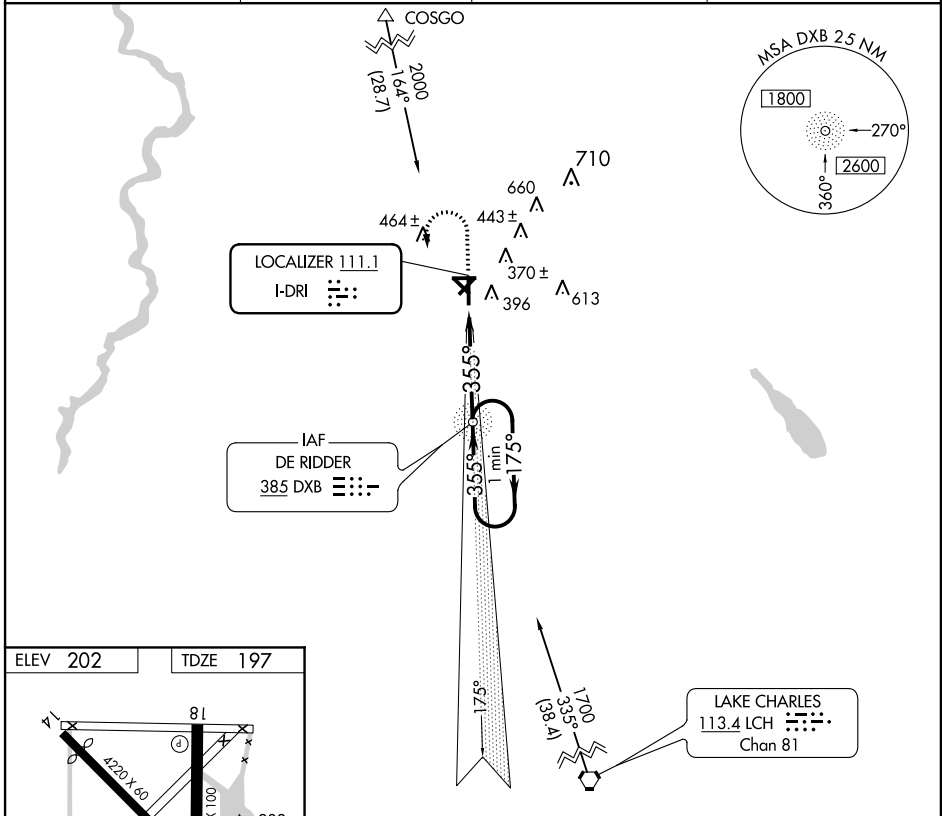 COSGO
2000
164°
(28.7)
MSA DXB 25 NM
1800
270°
2600
360°
710
660
443 ±
464 ±
370 ±
396
613
LOCALIZER 111.1
I-DRI
355°
IAF
DE RIDDER
385 DXB
355°
1 min
175°
175°
1700
335°
(38.4)
LAKE CHARLES
113.4 LCH
Chan 81
ELEV 202
TDZE 197
14
18
P
4220 X 60
X 100